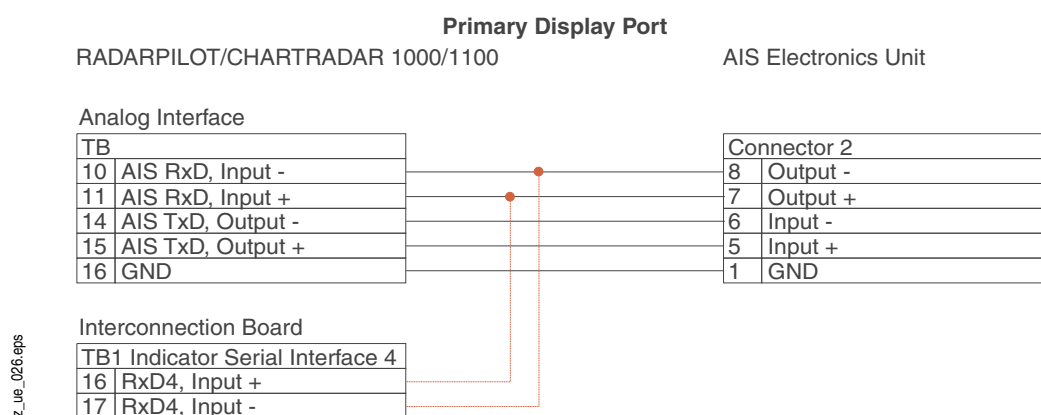 Primary Display Port
RADARPILOT/CHARTRADAR 1000/1100 AIS Electronics Unit
Analog Interface
TB Connector 2
10 AIS RxD, Input - 8 Output -
11 AIS RxD, Input + 7 Output +
14 AIS TxD, Output - 6 Input -
15 AIS TxD, Output + 5 Input +
16 GND 1 GND
Interconnection Board
TB1 Indicator Serial Interface 4
16 RxD4, Input +
17 RxD4, Input -
z_ue_026.eps